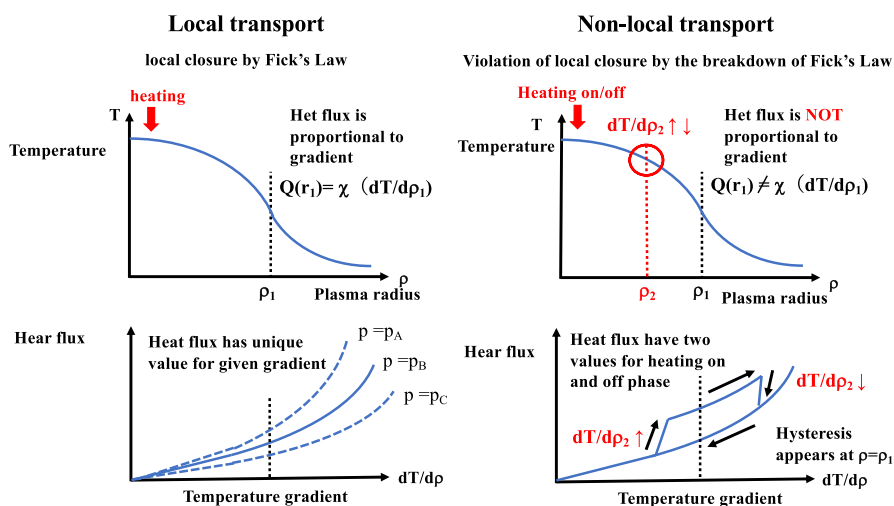 Local transport
local closure by Fick's Law
heating
T
Temperature
Het flux is
proportional to
gradient
Q(r₁)= χ (dT/dρ₁)
ρ
ρ₁
Plasma radius
Hear flux
Heat flux has unique
value for given gradient
p =pA
p=pB
p=pC
dT/dρ
Temperature gradient
Non-local transport
Violation of local closure by the breakdown of Fick's Law
Heating on/off
T
dT/dρ₂ ↑ ↓
Temperature
Het flux is NOT
proportional to
gradient
Q(r₁) ≠ χ (dT/dρ₁)
ρ
ρ₂
ρ₁
Plasma radius
Hear flux
Heat flux have two
values for heating on
and off phase
dT/dρ₂ ↓
dT/dρ₂ ↑
Hysteresis
appears at ρ=ρ₁
dT/dρ
Temperature gradient